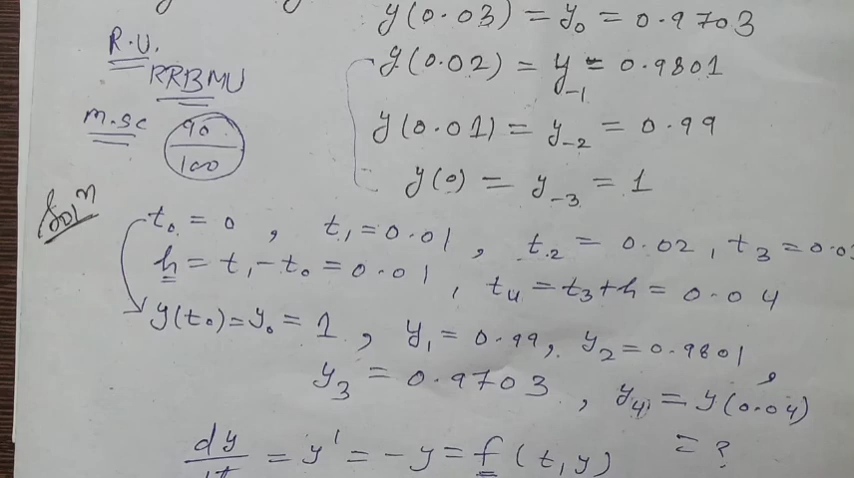 y(0.03) = y₀ = 0.9703
R.U.
y(0.02) = y₋₁ = 0.9801
RRBMU
M.Sc
90/100
y(0.01) = y₋₂ = 0.99
y(0) = y₋₃ = 1
Solⁿ
t₀ = 0 , t₁ = 0.01 , t₂ = 0.02 , t₃ = 0.03
h = t₁ - t₀ = 0.01 , t₄ = t₃ + h = 0.04
y(t₀) = y₀ = 1 , y₁ = 0.99, y₂ = 0.9801 ,
y₃ = 0.9703 , y₄ = y(0.04)
= ?
dy/dt = y' = -y = f(t, y)